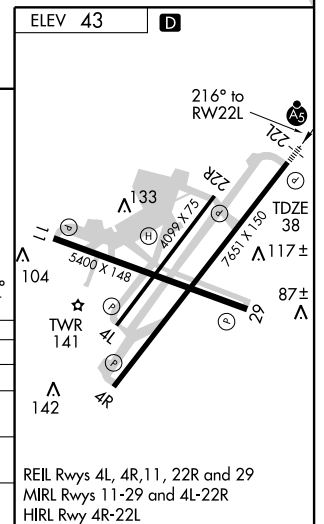 ELEV 43 D
216° to
RW22L
A5
22L
P
TDZE
38
133
22R
P
4099 X 75
7651 X 150
H
P
11
117 ±
5400 X 148
104
87 ±
29
P
TWR
141
P
4L
P
142
4R
REIL Rwys 4L, 4R,11, 22R and 29
MIRL Rwys 11-29 and 4L-22R
HIRL Rwy 4R-22L